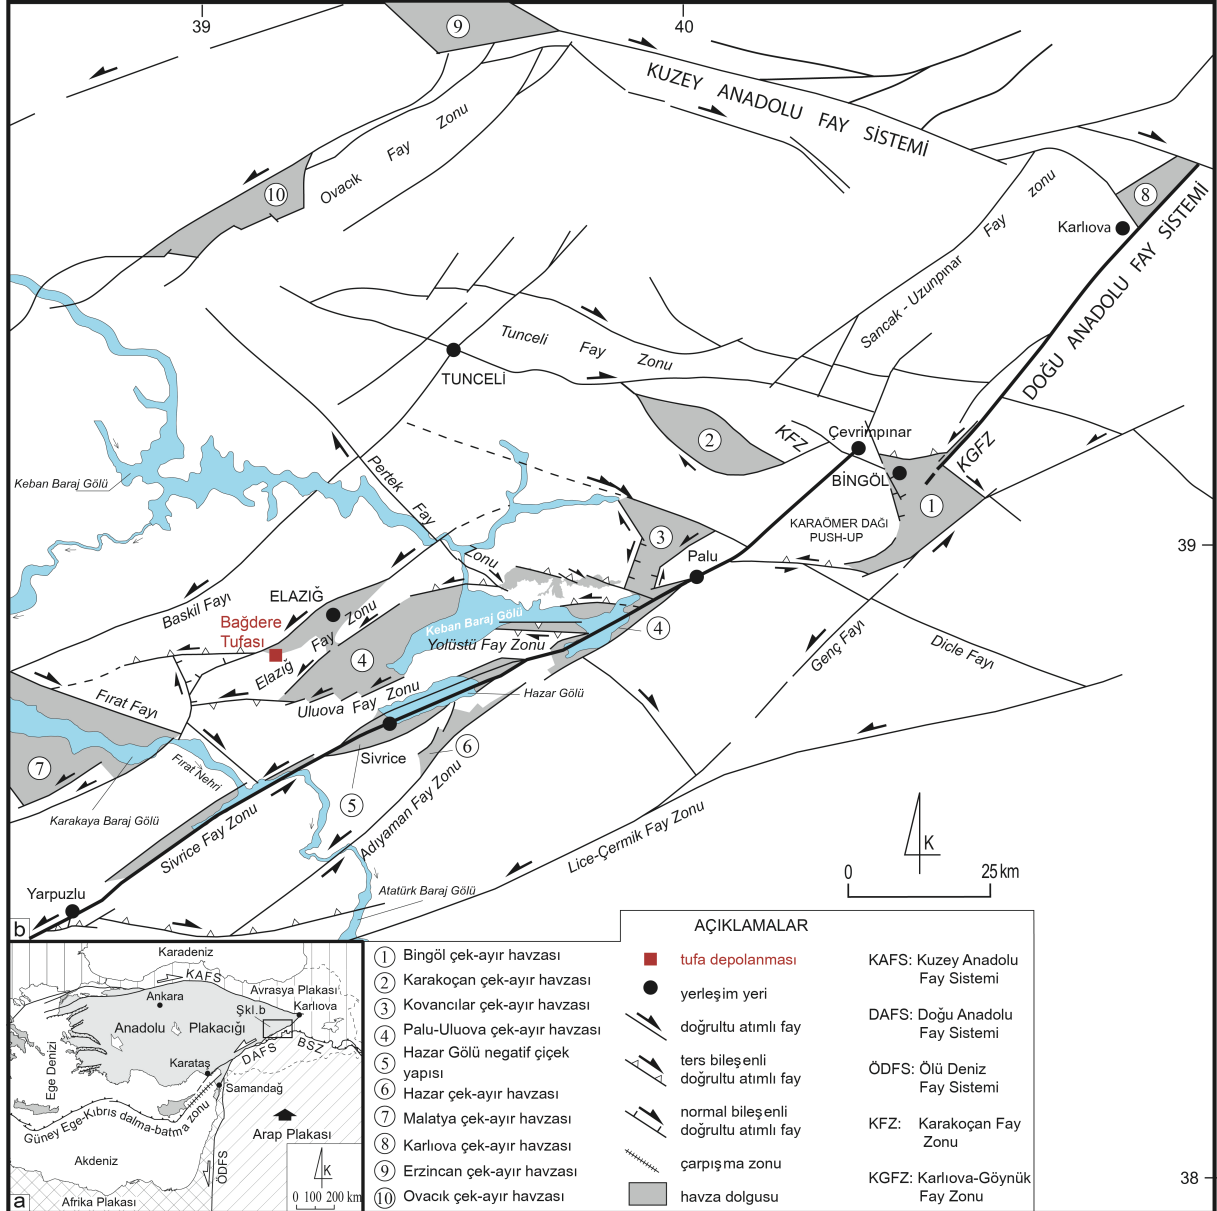 39
40
9
KUZEY ANADOLU FAY SİSTEMİ
Ovacık Fay Zonu
10
8
Karlıova
Sancak - Uzunpınar Fay zonu
DOĞU ANADOLU FAY SİSTEMİ
Tunceli Fay Zonu
TUNCELİ
2
KFZ
Çevrimpınar
BİNGÖL
KGFZ
1
Keban Baraj Gölü
Pertek Fay Zonu
KARAÖMER DAĞI
PUSH-UP
3
Palu
39
ELAZIĞ
Baskil Fayı
Bağdere
Tufası
Elazığ Fay Zonu
Keban Baraj Gölü
4
4
Yolüstü Fay Zonu
Genç Fayı
Dicle Fayı
Fırat Fayı
Uluova Fay Zonu
Hazar Gölü
Sivrice
6
7
Fırat Nehri
5
Karakaya Baraj Gölü
Sivrice Fay Zonu
Adıyaman Fay Zonu
Lice-Çermik Fay Zonu
K
0 25 km
Yarpuzlu
Atatürk Baraj Gölü
b
Karadeniz
KAFS
Avrasya Plakası
Ankara
Karlıova
Şkl.b
Anadolu Plakacığı
Ege Denizi
DAFS
BSZ
Karataş
Samandağ
Güney Ege-Kıbrıs dalma-batma zonu
Arap Plakası
Akdeniz
ÖDFS
K
0 100 200 km
Afrika Plakası
a
1 Bingöl çek-ayır havzası
2 Karakoçan çek-ayır havzası
3 Kovancılar çek-ayır havzası
4 Palu-Uluova çek-ayır havzası
5 Hazar Gölü negatif çiçek
yapısı
6 Hazar çek-ayır havzası
7 Malatya çek-ayır havzası
8 Karlıova çek-ayır havzası
9 Erzincan çek-ayır havzası
10 Ovacık çek-ayır havzası
AÇIKLAMALAR
tufa depolanması
yerleşim yeri
doğrultu atımlı fay
ters bileşenli
doğrultu atımlı fay
normal bileşenli
doğrultu atımlı fay
çarpışma zonu
havza dolgusu
KAFS: Kuzey Anadolu
Fay Sistemi
DAFS: Doğu Anadolu
Fay Sistemi
ÖDFS: Ölü Deniz
Fay Sistemi
KFZ: Karakoçan Fay
Zonu
KGFZ: Karlıova-Göynük
Fay Zonu
38